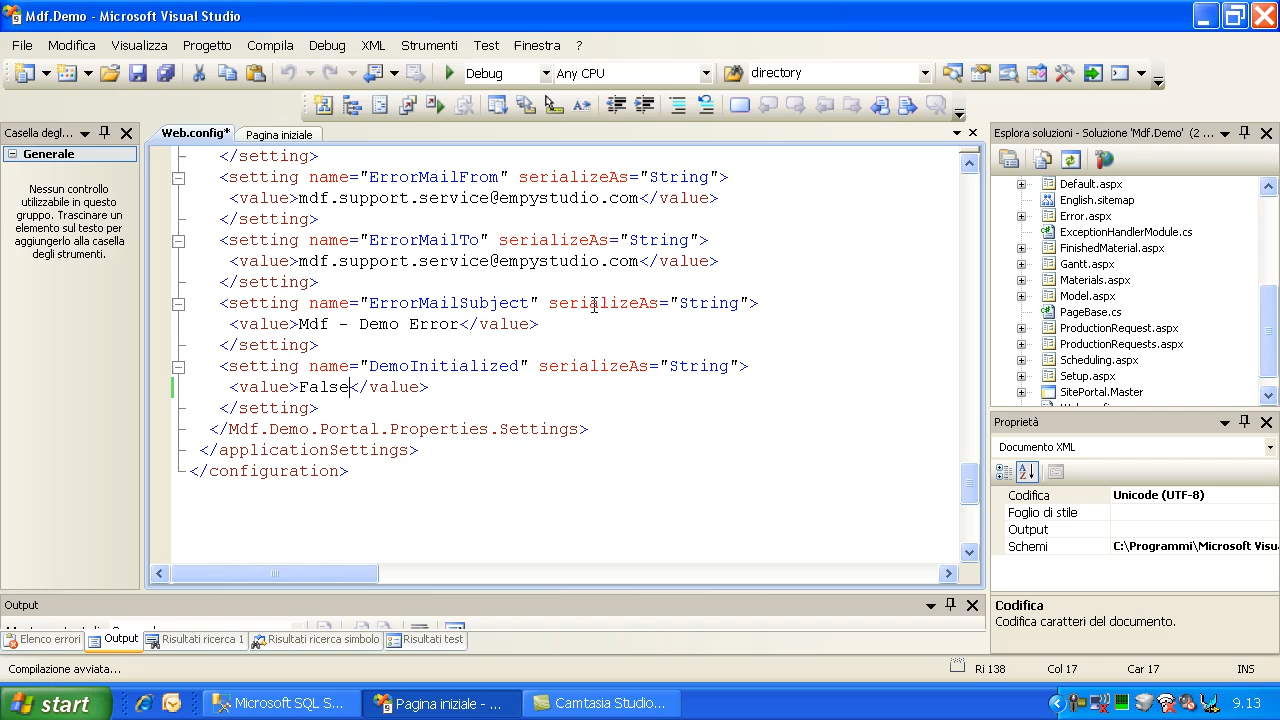 Mdf.Demo - Microsoft Visual Studio
File Modifica Visualizza Progetto Compila Debug XML Strumenti Test Finestra ?
Debug Any CPU directory
Casella degl...
Generale
Nessun controllo
utilizzabile in questo
gruppo. Trascinare un
elemento sul testo per
aggiungerlo alla casella
degli strumenti.
Web.config* Pagina iniziale
</setting>
<setting name="ErrorMailFrom" serializeAs="String">
<value>mdf.support.service@empystudio.com</value>
</setting>
<setting name="ErrorMailTo" serializeAs="String">
<value>mdf.support.service@empystudio.com</value>
</setting>
<setting name="ErrorMailSubject" serializeAs="String">
<value>Mdf - Demo Error</value>
</setting>
<setting name="DemoInitialized" serializeAs="String">
<value>False</value>
</setting>
</Mdf.Demo.Portal.Properties.Settings>
</applicationSettings>
</configuration>
Esplora soluzioni - Soluzione 'Mdf.Demo' (2 ...
Default.aspx
English.sitemap
Error.aspx
ExceptionHandlerModule.cs
FinishedMaterial.aspx
Gantt.aspx
Materials.aspx
Model.aspx
PageBase.cs
ProductionRequest.aspx
ProductionRequests.aspx
Scheduling.aspx
Setup.aspx
SitePortal.Master
Proprietà
Documento XML
Codifica Unicode (UTF-8)
Foglio di stile
Output
Schemi C:\Programmi\Microsoft Visu
Codifica
Codifica caratteri del documento.
Output
Elenco errori Output Risultati ricerca 1 Risultati ricerca simbolo Risultati test
Compilazione avviata... Ri 138 Col 17 Car 17 INS
start Microsoft SQL S... Pagina iniziale - ... Camtasia Studio... 9.13